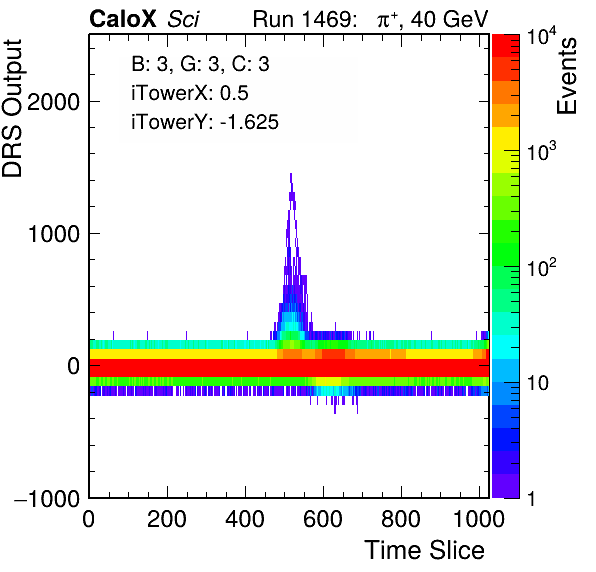 CaloX Sci Run 1469: π⁺, 40 GeV
B: 3, G: 3, C: 3
iTowerX: 0.5
iTowerY: -1.625
DRS Output
2000
1000
0
−1000
0 200 400 600 800 1000
Time Slice
Events
10⁴
10³
10²
10
1